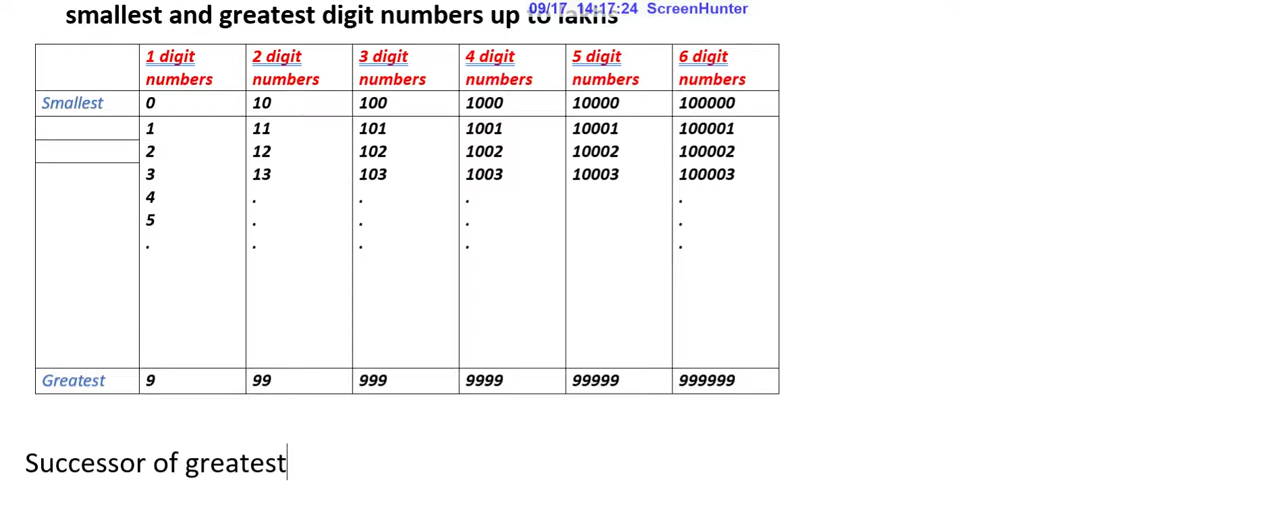 smallest and greatest digit numbers up to lakhs
09/17 14:17:24 ScreenHunter
1 digit numbers 2 digit numbers 3 digit numbers 4 digit numbers 5 digit numbers 6 digit numbers
Smallest 0 10 100 1000 10000 100000
1 11 101 1001 10001 100001
2 12 102 1002 10002 100002
3 13 103 1003 10003 100003
4 . . . .
5 . . . .
. . . . .
Greatest 9 99 999 9999 99999 999999
Successor of greatest